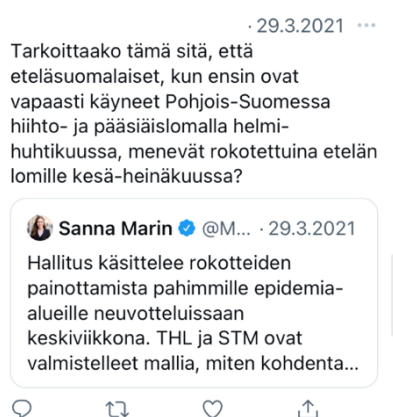 · 29.3.2021 ···
Tarkoittaako tämä sitä, että
eteläsuomalaiset, kun ensin ovat
vapaasti käyneet Pohjois-Suomessa
hiihto- ja pääsiäislomalla helmi-
huhtikuussa, menevät rokotettuina etelän
lomille kesä-heinäkuussa?
Sanna Marin @M... · 29.3.2021
Hallitus käsittelee rokotteiden
painottamista pahimmille epidemia-
alueille neuvotteluissaan
keskiviikkona. THL ja STM ovat
valmistelleet mallia, miten kohdenta...